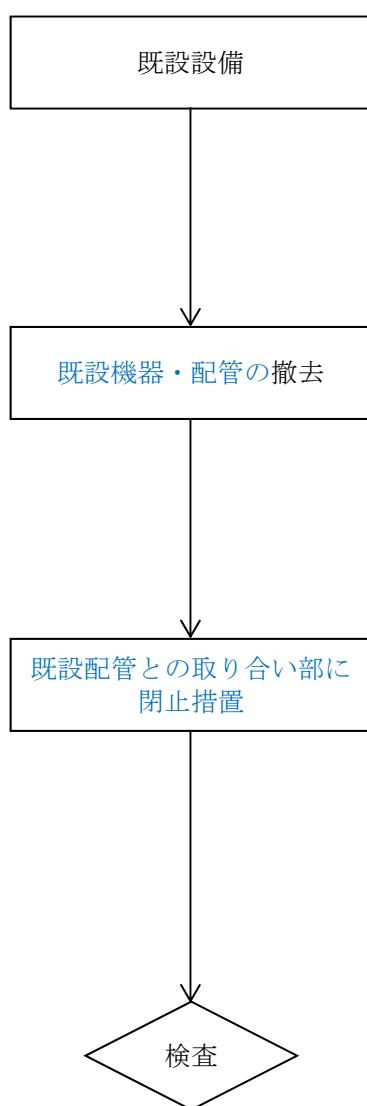 既設設備
既設機器・配管の撤去
既設配管との取り合い部に
閉止措置
検査